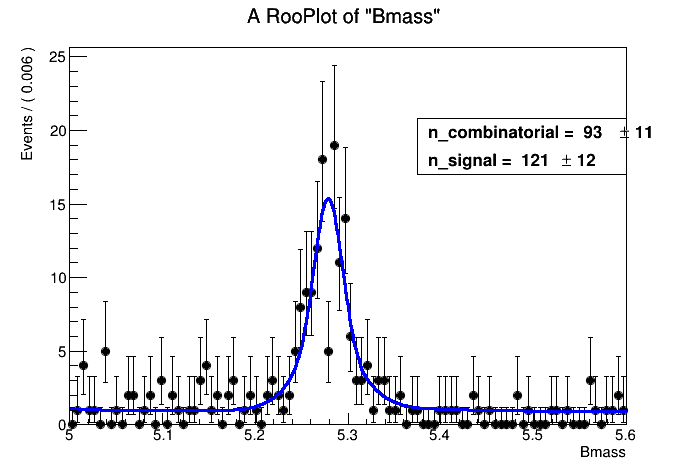 A RooPlot of "Bmass"
Events / ( 0.006 )
25
20
15
10
5
0
n_combinatorial = 93 ± 11
n_signal = 121 ± 12
5 5.1 5.2 5.3 5.4 5.5 5.6
Bmass